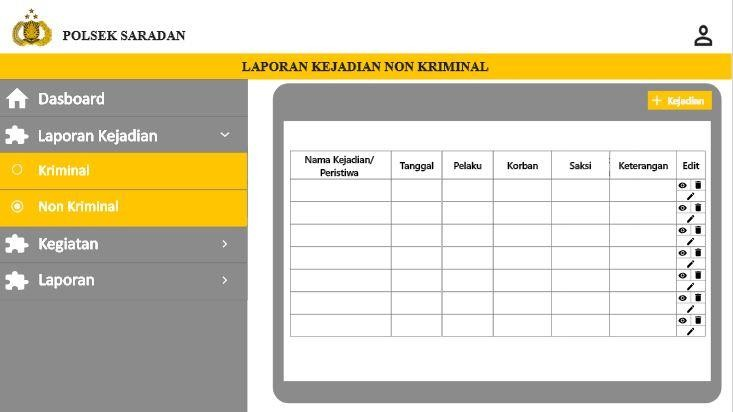 POLSEK SARADAN
LAPORAN KEJADIAN NON KRIMINAL
Dasboard
Laporan Kejadian
Kriminal
Non Kriminal
Kegiatan
Laporan
+ Kejadian
Nama Kejadian/
Peristiwa
Tanggal
Pelaku
Korban
Saksi
Keterangan
Edit